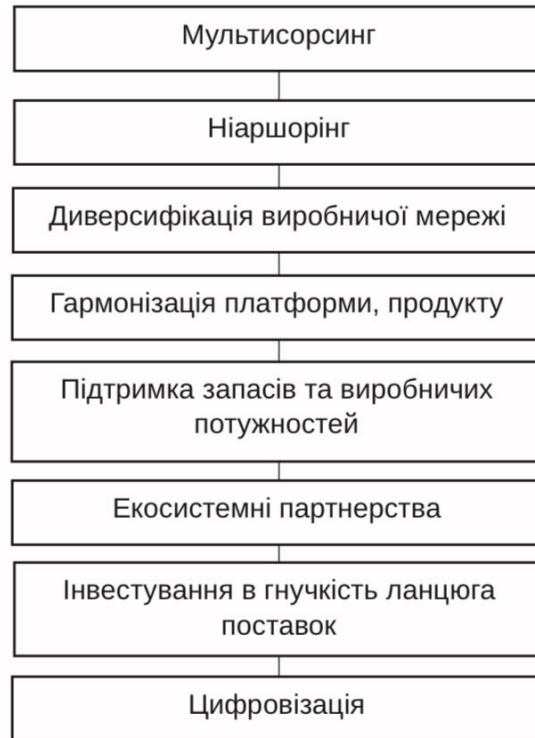 Мультисорсинг
Ніаршорінг
Диверсифікація виробничої мережі
Гармонізація платформи, продукту
Підтримка запасів та виробничих
потужностей
Екосистемні партнерства
Інвестування в гнучкість ланцюга
поставок
Цифровізація